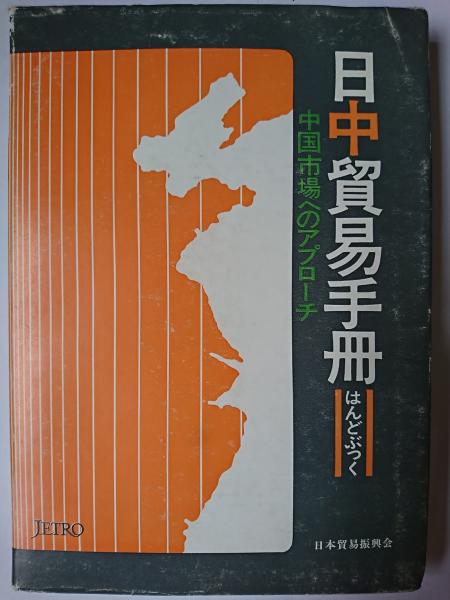 日中貿易手冊
はんどぶっく
中国市場へのアプローチ
JETRO
日本貿易振興会